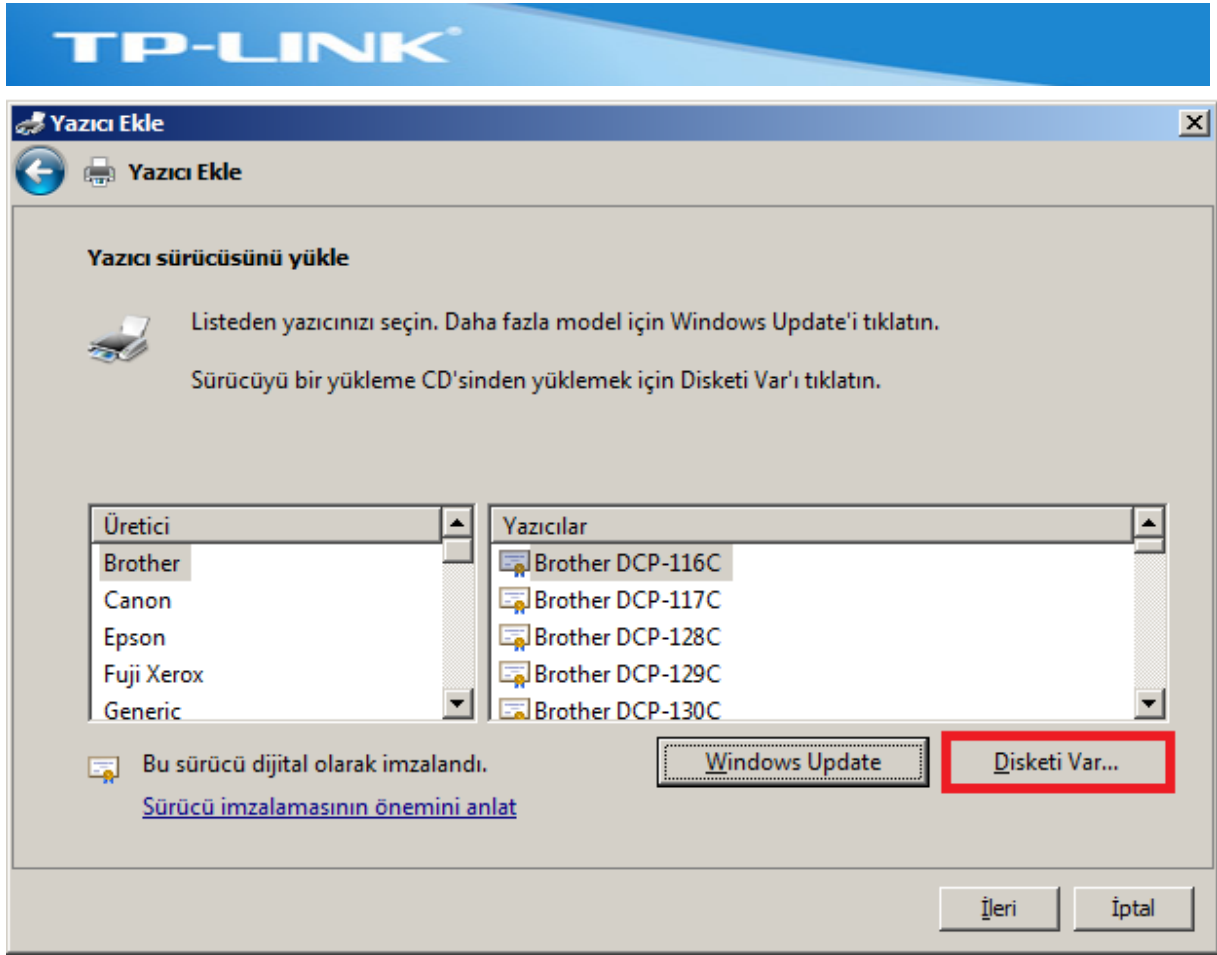 TP-LINK®
Yazıcı Ekle
Yazıcı Ekle
Yazıcı sürücüsünü yükle
Listeden yazıcınızı seçin. Daha fazla model için Windows Update'i tıklatın.
Sürücüyü bir yükleme CD'sinden yüklemek için Disketi Var'ı tıklatın.
Üretici
Brother
Canon
Epson
Fuji Xerox
Generic
Yazıcılar
Brother DCP-116C
Brother DCP-117C
Brother DCP-128C
Brother DCP-129C
Brother DCP-130C
Bu sürücü dijital olarak imzalandı.
Sürücü imzalamasının önemini anlat
Windows Update
Disketi Var...
İleri
İptal